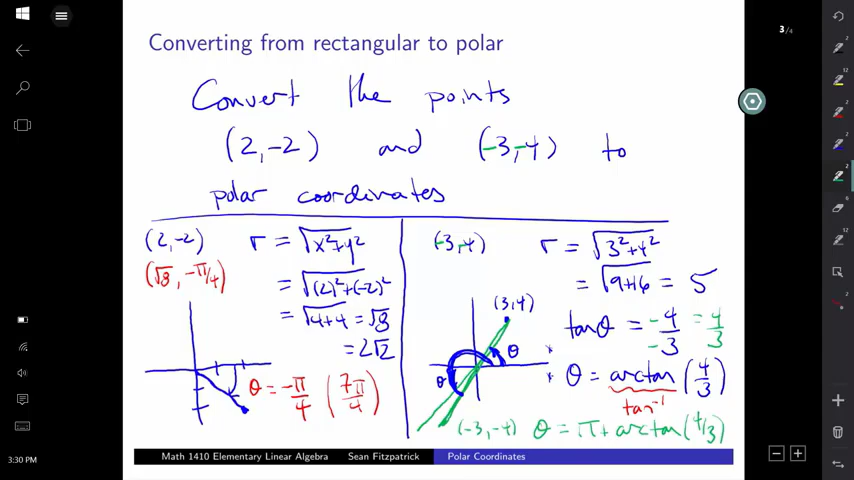 3/4
Converting from rectangular to polar
Convert the points
(2,-2) and (-3,-4) to
polar coordinates
(2,-2) r = √x²+y²
(√8, -π/4)
= √(2)²+(-2)²
= √4+4 = √8
= 2√2
θ = -π/4 (7π/4)
(-3,-4) r = √3²+4²
= √9+16 = 5
(3,4)
tanθ = -4/-3 = 4/3
θ
θ
θ = arctan(4/3)
tan⁻¹
(-3,-4) θ = π+arctan(4/3)
Math 1410 Elementary Linear Algebra Sean Fitzpatrick Polar Coordinates
3:30 PM